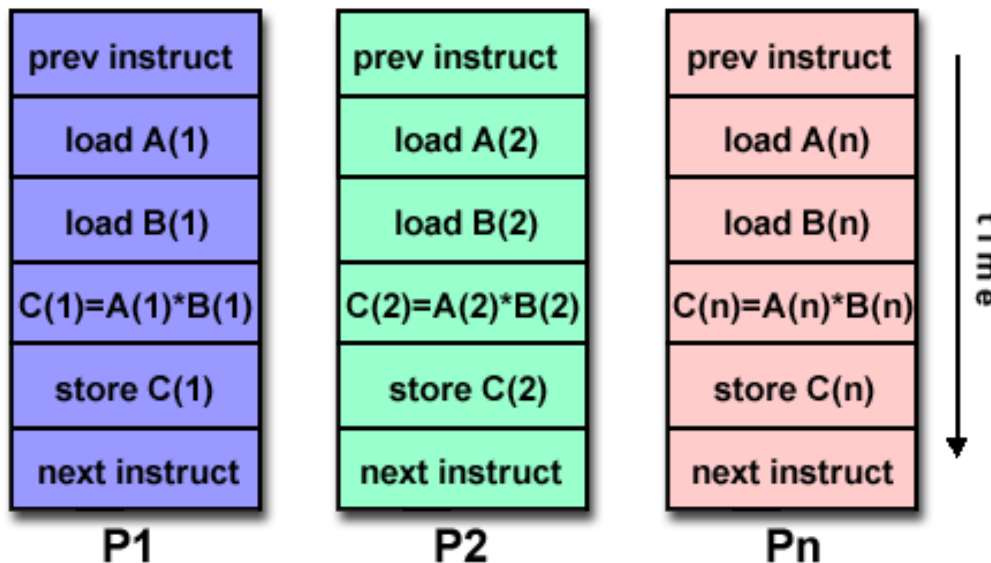 prev instruct
load A(1)
load B(1)
C(1)=A(1)*B(1)
store C(1)
next instruct
P1
prev instruct
load A(2)
load B(2)
C(2)=A(2)*B(2)
store C(2)
next instruct
P2
prev instruct
load A(n)
load B(n)
C(n)=A(n)*B(n)
store C(n)
next instruct
Pn
time